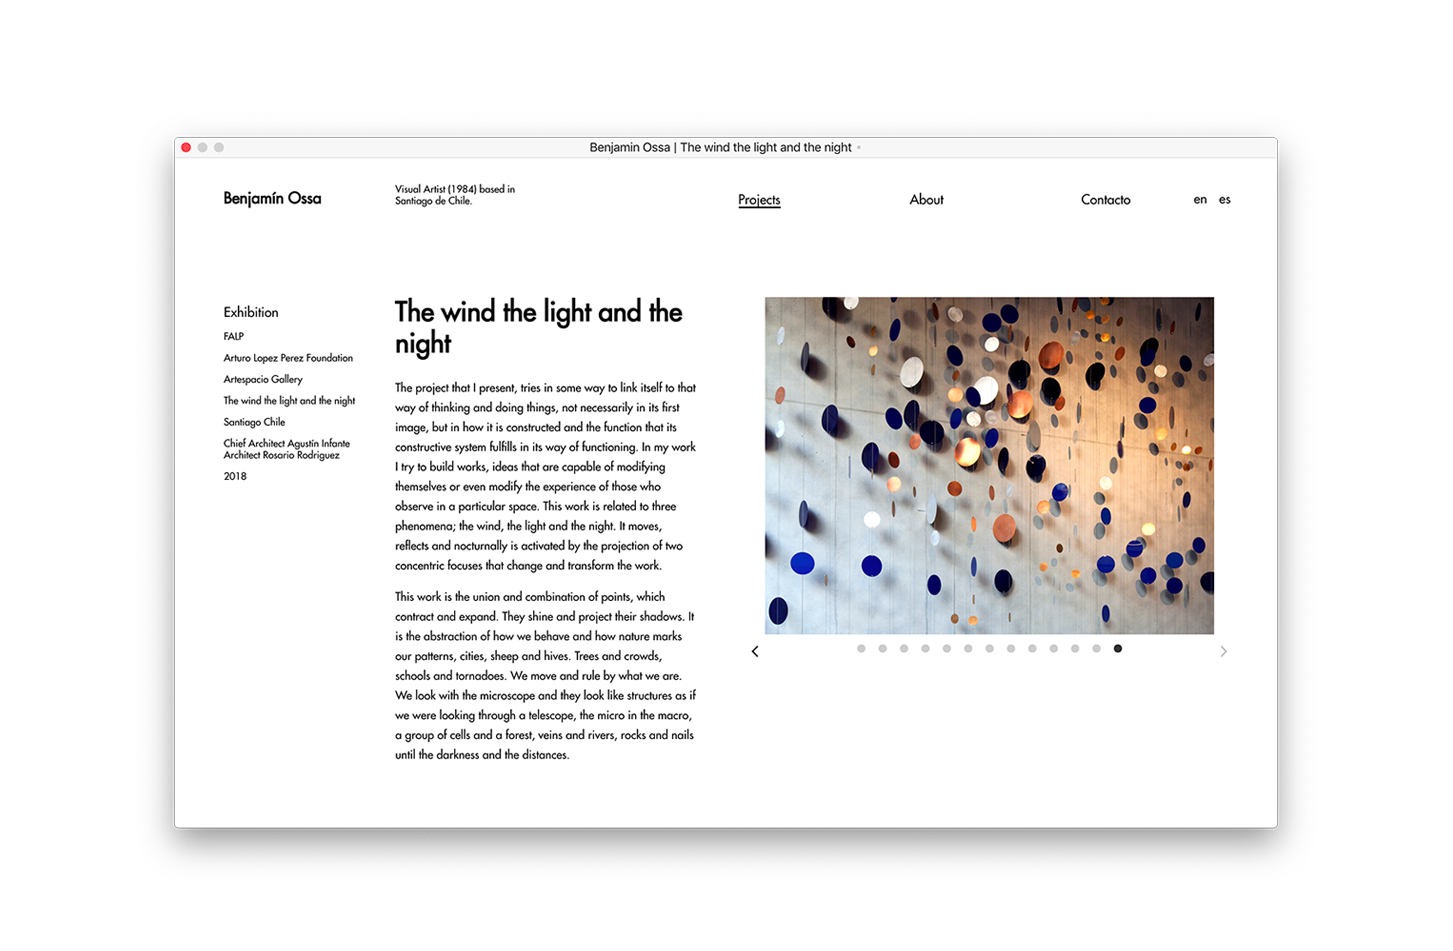 Benjamin Ossa | The wind the light and the night
Benjamín Ossa
Visual Artist (1984) based in
Santiago de Chile.
Projects
About
Contacto
en es
Exhibition
FALP
Arturo Lopez Perez Foundation
Artespacio Gallery
The wind the light and the night
Santiago Chile
Chief Architect Agustín Infante
Architect Rosario Rodriguez
2018
The wind the light and the
night
The project that I present, tries in some way to link itself to that
way of thinking and doing things, not necessarily in its first
image, but in how it is constructed and the function that its
constructive system fulfills in its way of functioning. In my work
I try to build works, ideas that are capable of modifying
themselves or even modify the experience of those who
observe in a particular space. This work is related to three
phenomena; the wind, the light and the night. It moves,
reflects and nocturnally is activated by the projection of two
concentric focuses that change and transform the work.
This work is the union and combination of points, which
contract and expand. They shine and project their shadows. It
is the abstraction of how we behave and how nature marks
our patterns, cities, sheep and hives. Trees and crowds,
schools and tornadoes. We move and rule by what we are.
We look with the microscope and they look like structures as if
we were looking through a telescope, the micro in the macro,
a group of cells and a forest, veins and rivers, rocks and nails
until the darkness and the distances.